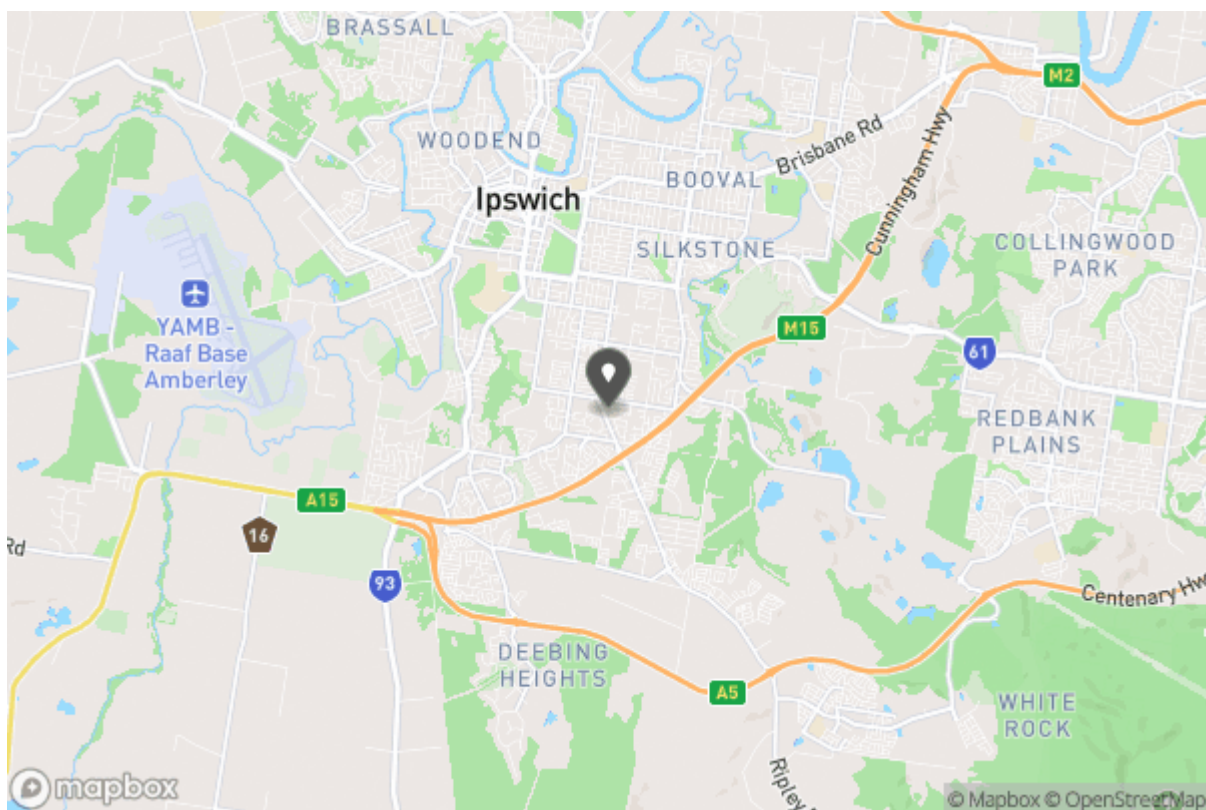 BRASSALL
M2
WOODEND
Brisbane Rd
Cunningham Hwy
BOOVAL
Ipswich
SILKSTONE
COLLINGWOOD
PARK
YAMB -
Raaf Base
Amberley
M15
61
REDBANK
PLAINS
A15
16
Rd
93
Centenary Hwy
DEEBING
HEIGHTS
A5
WHITE
ROCK
Ripley
mapbox
© Mapbox © OpenStreetMap